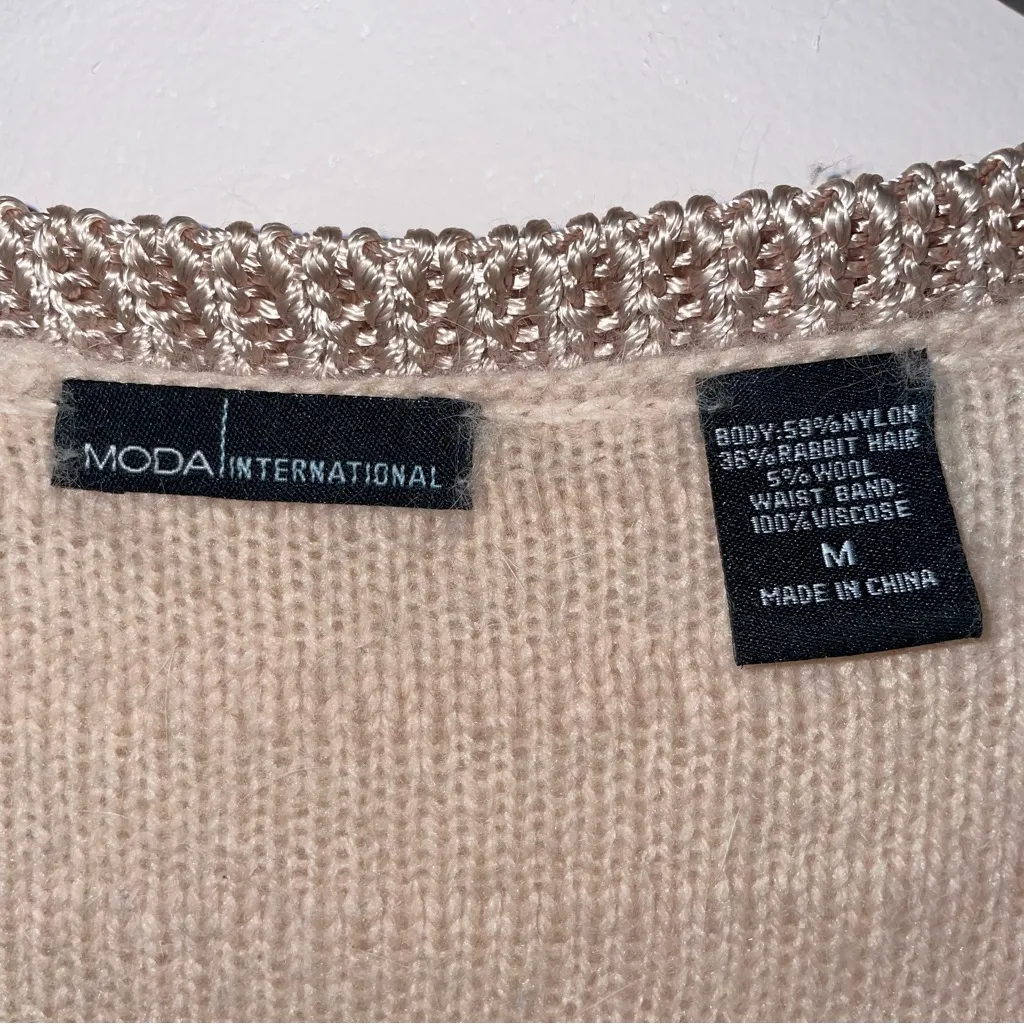 MODA INTERNATIONAL
BODY:59%NYLON
36%RABBIT HAIR
5%WOOL
WAIST BAND:
100%VISCOSE
M
MADE IN CHINA